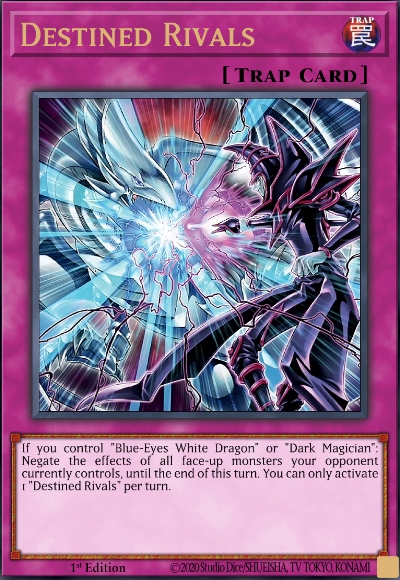 Destined Rivals
TRAP
罠
[ Trap Card ]
If you control "Blue-Eyes White Dragon" or "Dark Magician":
Negate the effects of all face-up monsters your opponent
currently controls, until the end of this turn. You can only activate
1 "Destined Rivals" per turn.
1st Edition
©2020 Studio Dice/SHUEISHA, TV TOKYO, KONAMI